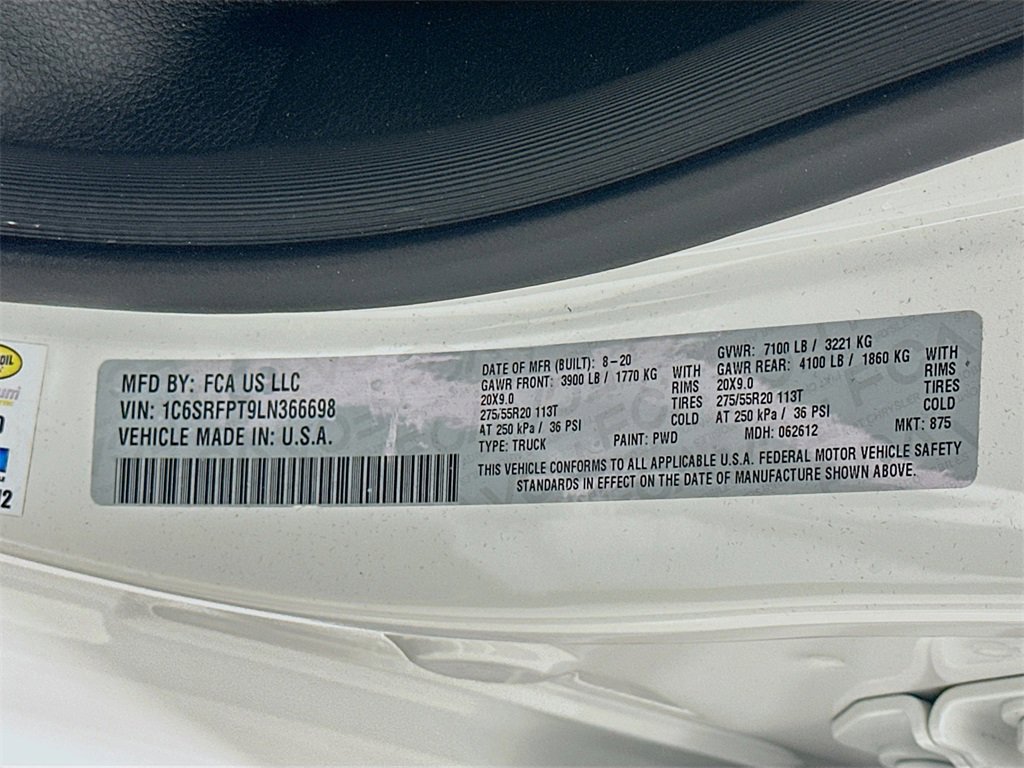 MFD BY: FCA US LLC
VIN: 1C6SRFPT9LN366698
VEHICLE MADE IN: U.S.A.
DATE OF MFR (BUILT): 8-20
GAWR FRONT: 3900 LB / 1770 KG WITH
20X9.0 RIMS
275/55R20 113T TIRES
AT 250 kPa / 36 PSI COLD
TYPE: TRUCK PAINT: PWD
GVWR: 7100 LB / 3221 KG
GAWR REAR: 4100 LB / 1860 KG WITH
20X9.0 RIMS
275/55R20 113T TIRES
AT 250 kPa / 36 PSI COLD
MDH: 062612 MKT: 875
THIS VEHICLE CONFORMS TO ALL APPLICABLE U.S.A. FEDERAL MOTOR VEHICLE SAFETY
STANDARDS IN EFFECT ON THE DATE OF MANUFACTURE SHOWN ABOVE.